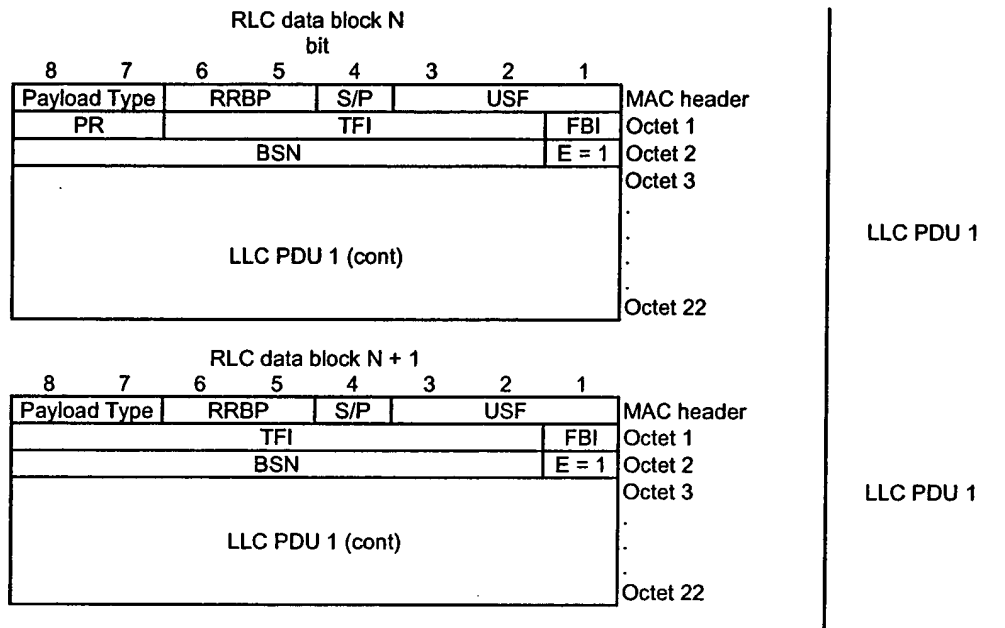 RLC data block N
bit
8 7 6 5 4 3 2 1
Payload Type RRBP S/P USF MAC header
PR TFI FBI Octet 1
BSN E = 1 Octet 2
Octet 3
.
.
LLC PDU 1 (cont)
.
.
Octet 22
LLC PDU 1
RLC data block N + 1
8 7 6 5 4 3 2 1
Payload Type RRBP S/P USF MAC header
TFI FBI Octet 1
BSN E = 1 Octet 2
Octet 3
.
LLC PDU 1 (cont)
.
.
.
Octet 22
LLC PDU 1